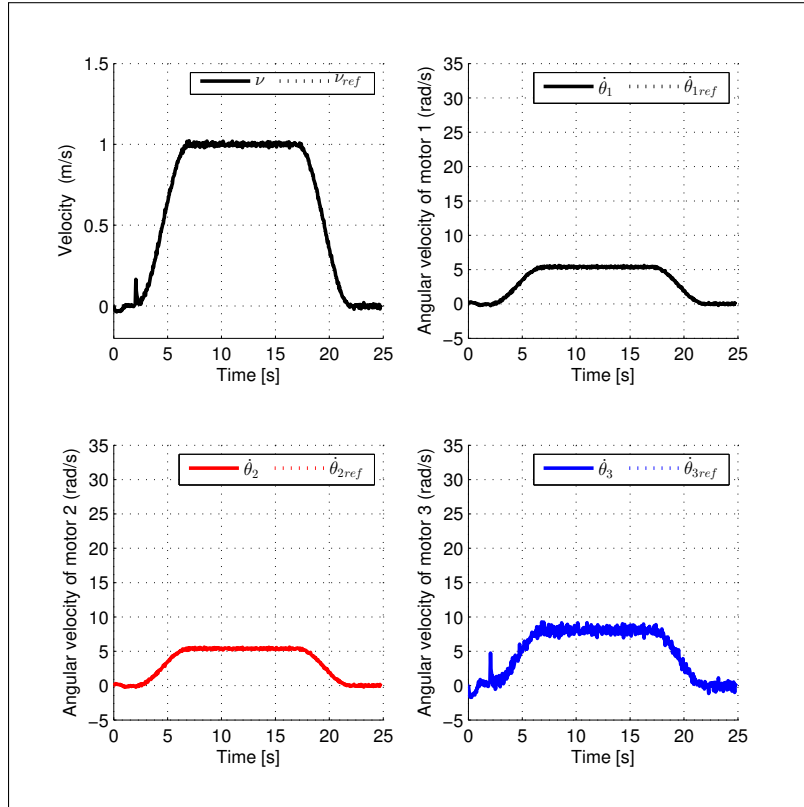 ν ν_ref
1.5
1
0.5
0
0 5 10 15 20 25
Velocity (m/s)
Time [s]
θ̇₁ θ̇_1ref
35
30
25
20
15
10
5
0
−5
0 5 10 15 20 25
Angular velocity of motor 1 (rad/s)
Time [s]
θ̇₂ θ̇_2ref
35
30
25
20
15
10
5
0
−5
0 5 10 15 20 25
Angular velocity of motor 2 (rad/s)
Time [s]
θ̇₃ θ̇_3ref
35
30
25
20
15
10
5
0
−5
0 5 10 15 20 25
Angular velocity of motor 3 (rad/s)
Time [s]